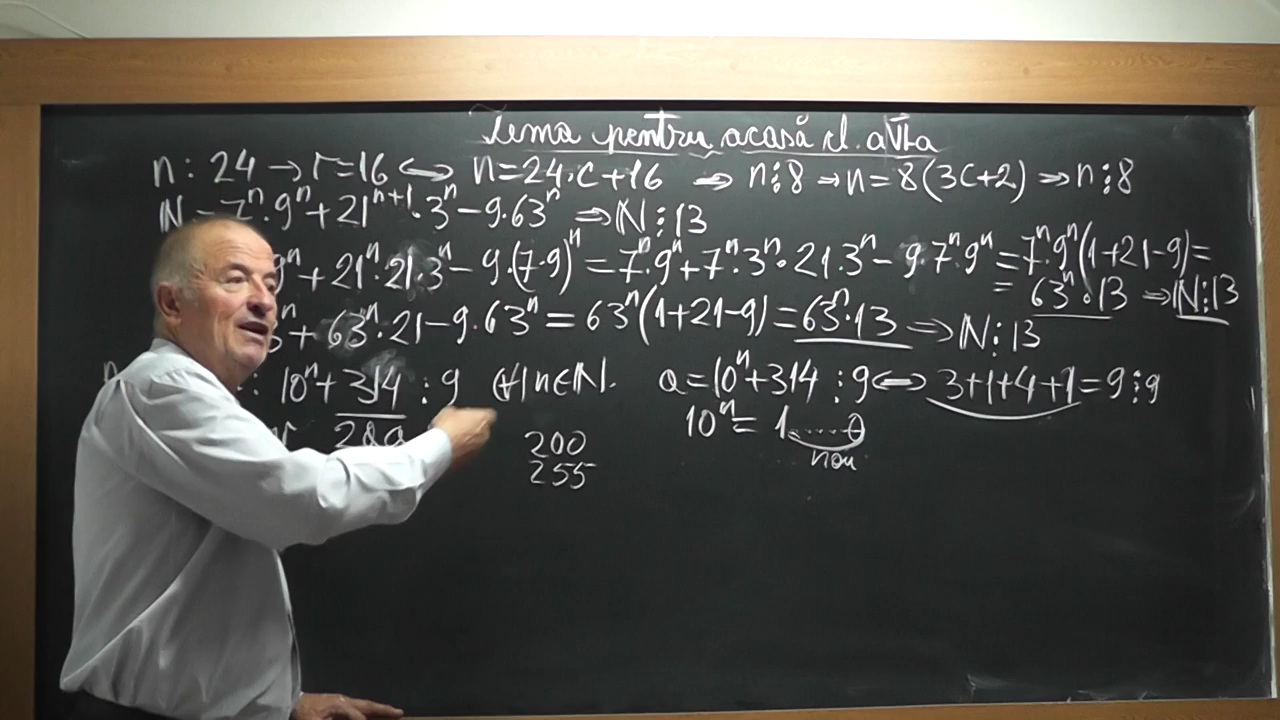 Tema pentru acasă cl. a VI-a
n : 24 → r=16 ⟺ n=24·c+16 ⇒ n⋮8 ⇒ n=8(3c+2) ⇒ n⋮8
N = 7ⁿ·9ⁿ+21ⁿ⁺¹·3ⁿ−9·63ⁿ ⇒ N⋮13
9ⁿ+21ⁿ·21·3ⁿ−9·(7·9)ⁿ=7ⁿ·9ⁿ+7ⁿ·3ⁿ·21·3ⁿ−9·7ⁿ·9ⁿ=7ⁿ·9ⁿ(1+21−9)=
= 63ⁿ·13 ⇒ N⋮13
+ 63ⁿ·21−9·63ⁿ = 63ⁿ(1+21−9)=63ⁿ·13 ⇒ N⋮13
: 10ⁿ+314 ⋮ 9 (∀) n∈N. a=10ⁿ+314 ⋮ 9 ⟺ 3+1+4+1=9⋮9
10ⁿ= 1.....0
200
255